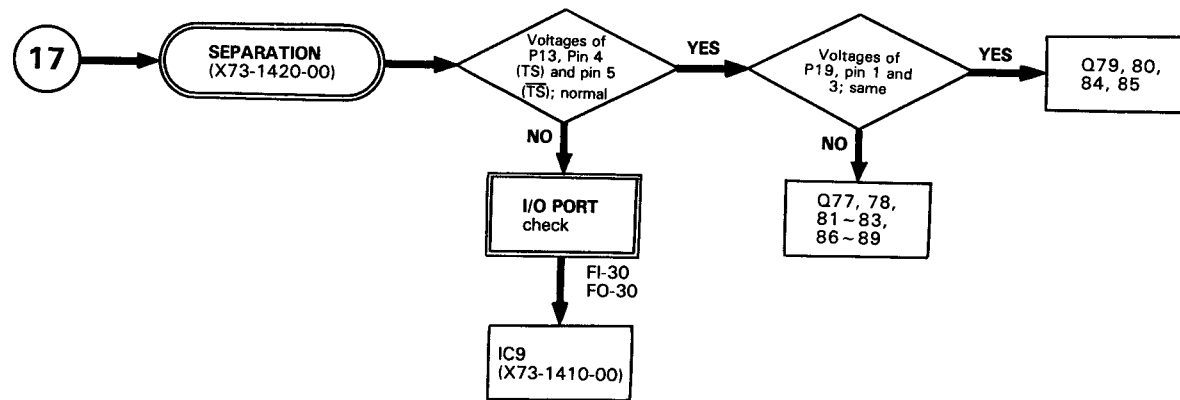 17
SEPARATION
(X73-1420-00)
Voltages of
P13, Pin 4
(TS) and pin 5
(T̅S̅); normal
YES
Voltages of
P19, pin 1 and
3; same
YES
Q79, 80,
84, 85
NO
I/O PORT
check
FI-30
FO-30
IC9
(X73-1410-00)
NO
Q77, 78,
81~83,
86~89